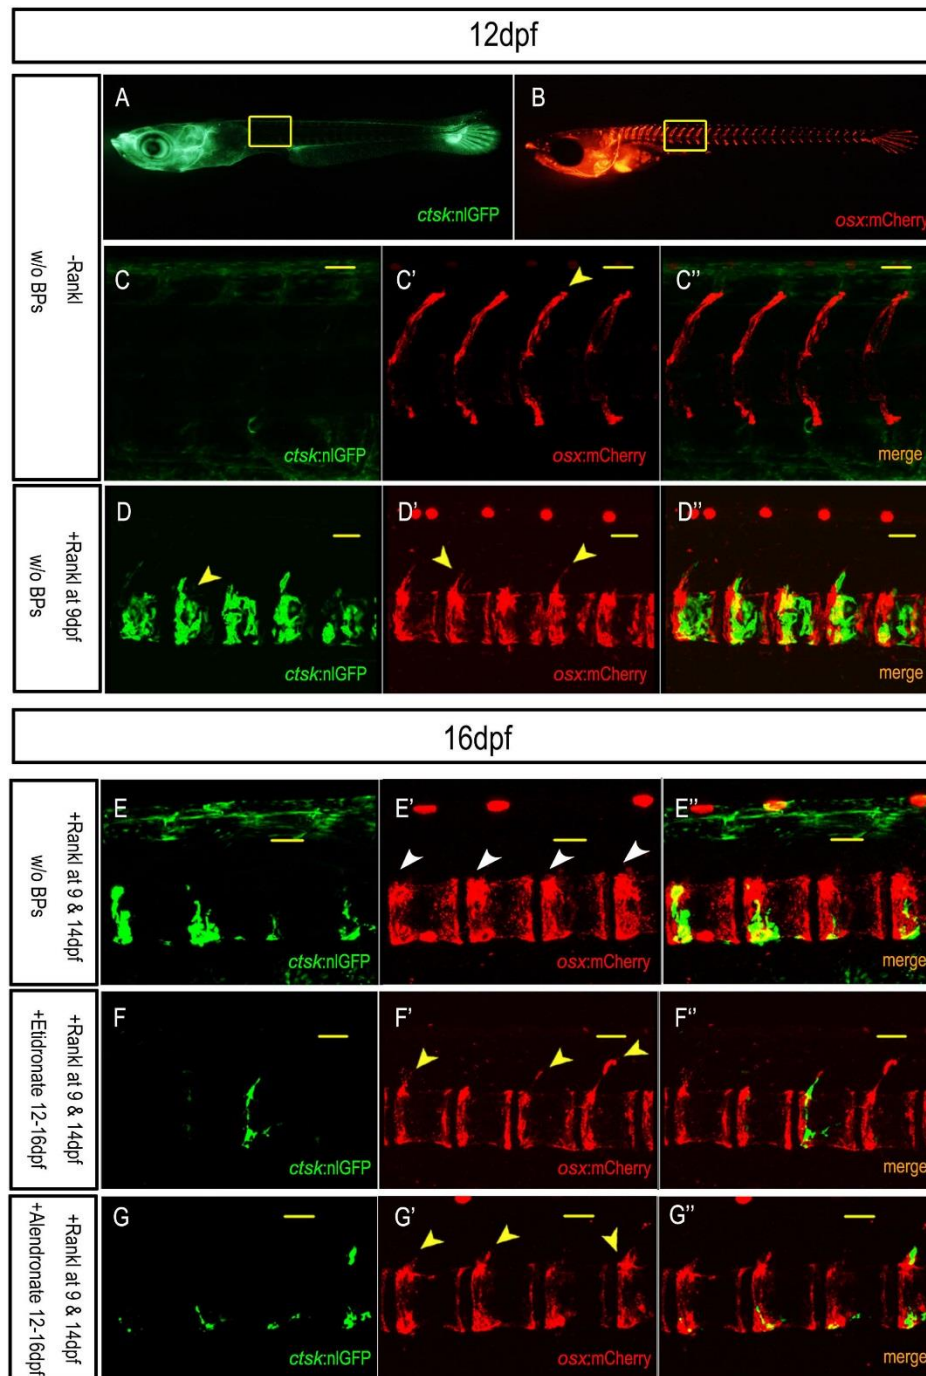 12dpf
-Rankl
w/o BPs
A
ctsk:nlGFP
B
osx:mCherry
C
ctsk:nlGFP
C'
osx:mCherry
C''
merge
+Rankl at 9dpf
w/o BPs
D
ctsk:nlGFP
D'
osx:mCherry
D''
merge
16dpf
+Rankl at 9 & 14dpf
w/o BPs
E
ctsk:nlGFP
E'
osx:mCherry
E''
merge
+Rankl at 9 & 14dpf
+Etidronate 12-16dpf
F
ctsk:nlGFP
F'
osx:mCherry
F''
merge
+Rankl at 9 & 14dpf
+Alendronate 12-16dpf
G
ctsk:nlGFP
G'
osx:mCherry
G''
merge